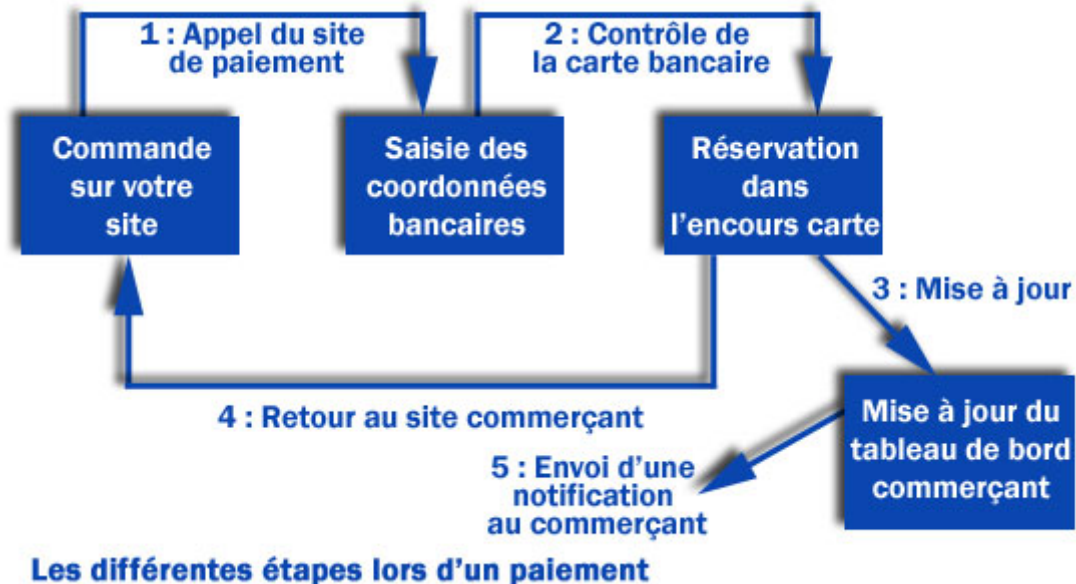 1 : Appel du site
de paiement
2 : Contrôle de
la carte bancaire
Commande
sur votre
site
Saisie des
coordonnées
bancaires
Réservation
dans
l'encours carte
3 : Mise à jour
4 : Retour au site commerçant
Mise à jour du
tableau de bord
commerçant
5 : Envoi d'une
notification
au commerçant
Les différentes étapes lors d'un paiement